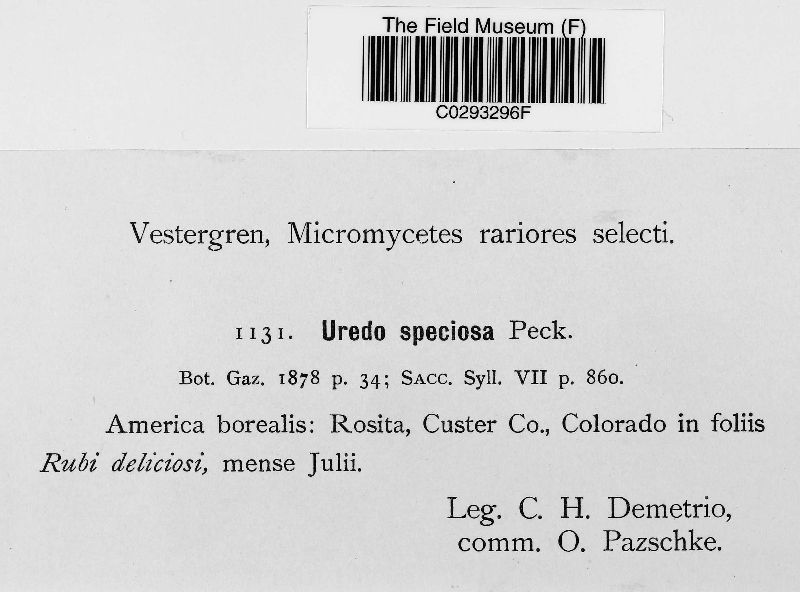 The Field Museum (F)
C0293296F
Vestergren, Micromycetes rariores selecti.
1131. Uredo speciosa Peck.
Bot. Gaz. 1878 p. 34; SACC. Syll. VII p. 860.
America borealis: Rosita, Custer Co., Colorado in foliis
Rubi deliciosi, mense Julii.
Leg. C. H. Demetrio,
comm. O. Pazschke.